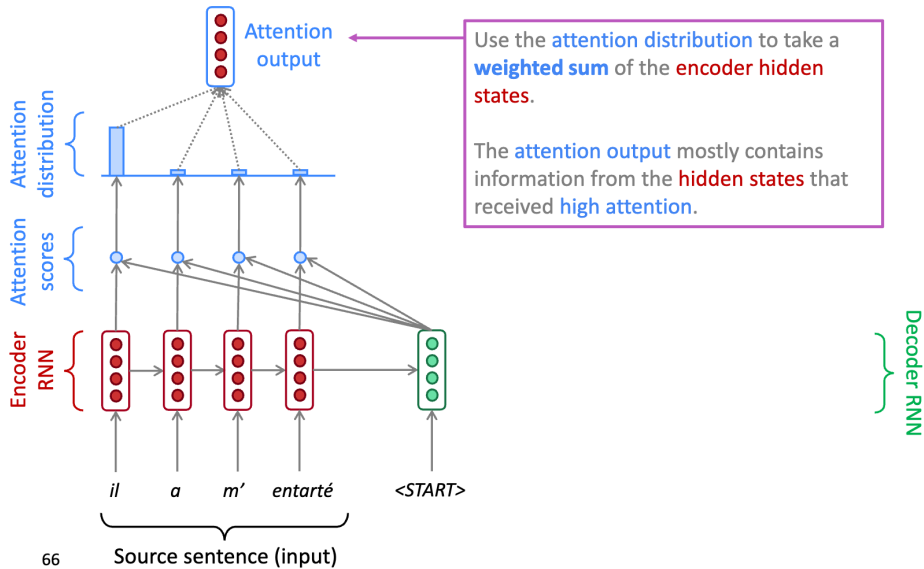 Attention
output
Use the attention distribution to take a
weighted sum of the encoder hidden
states.
The attention output mostly contains
information from the hidden states that
received high attention.
Attention
distribution
Attention
scores
Encoder
RNN
Decoder RNN
il a m’ entarté <START>
Source sentence (input)
66